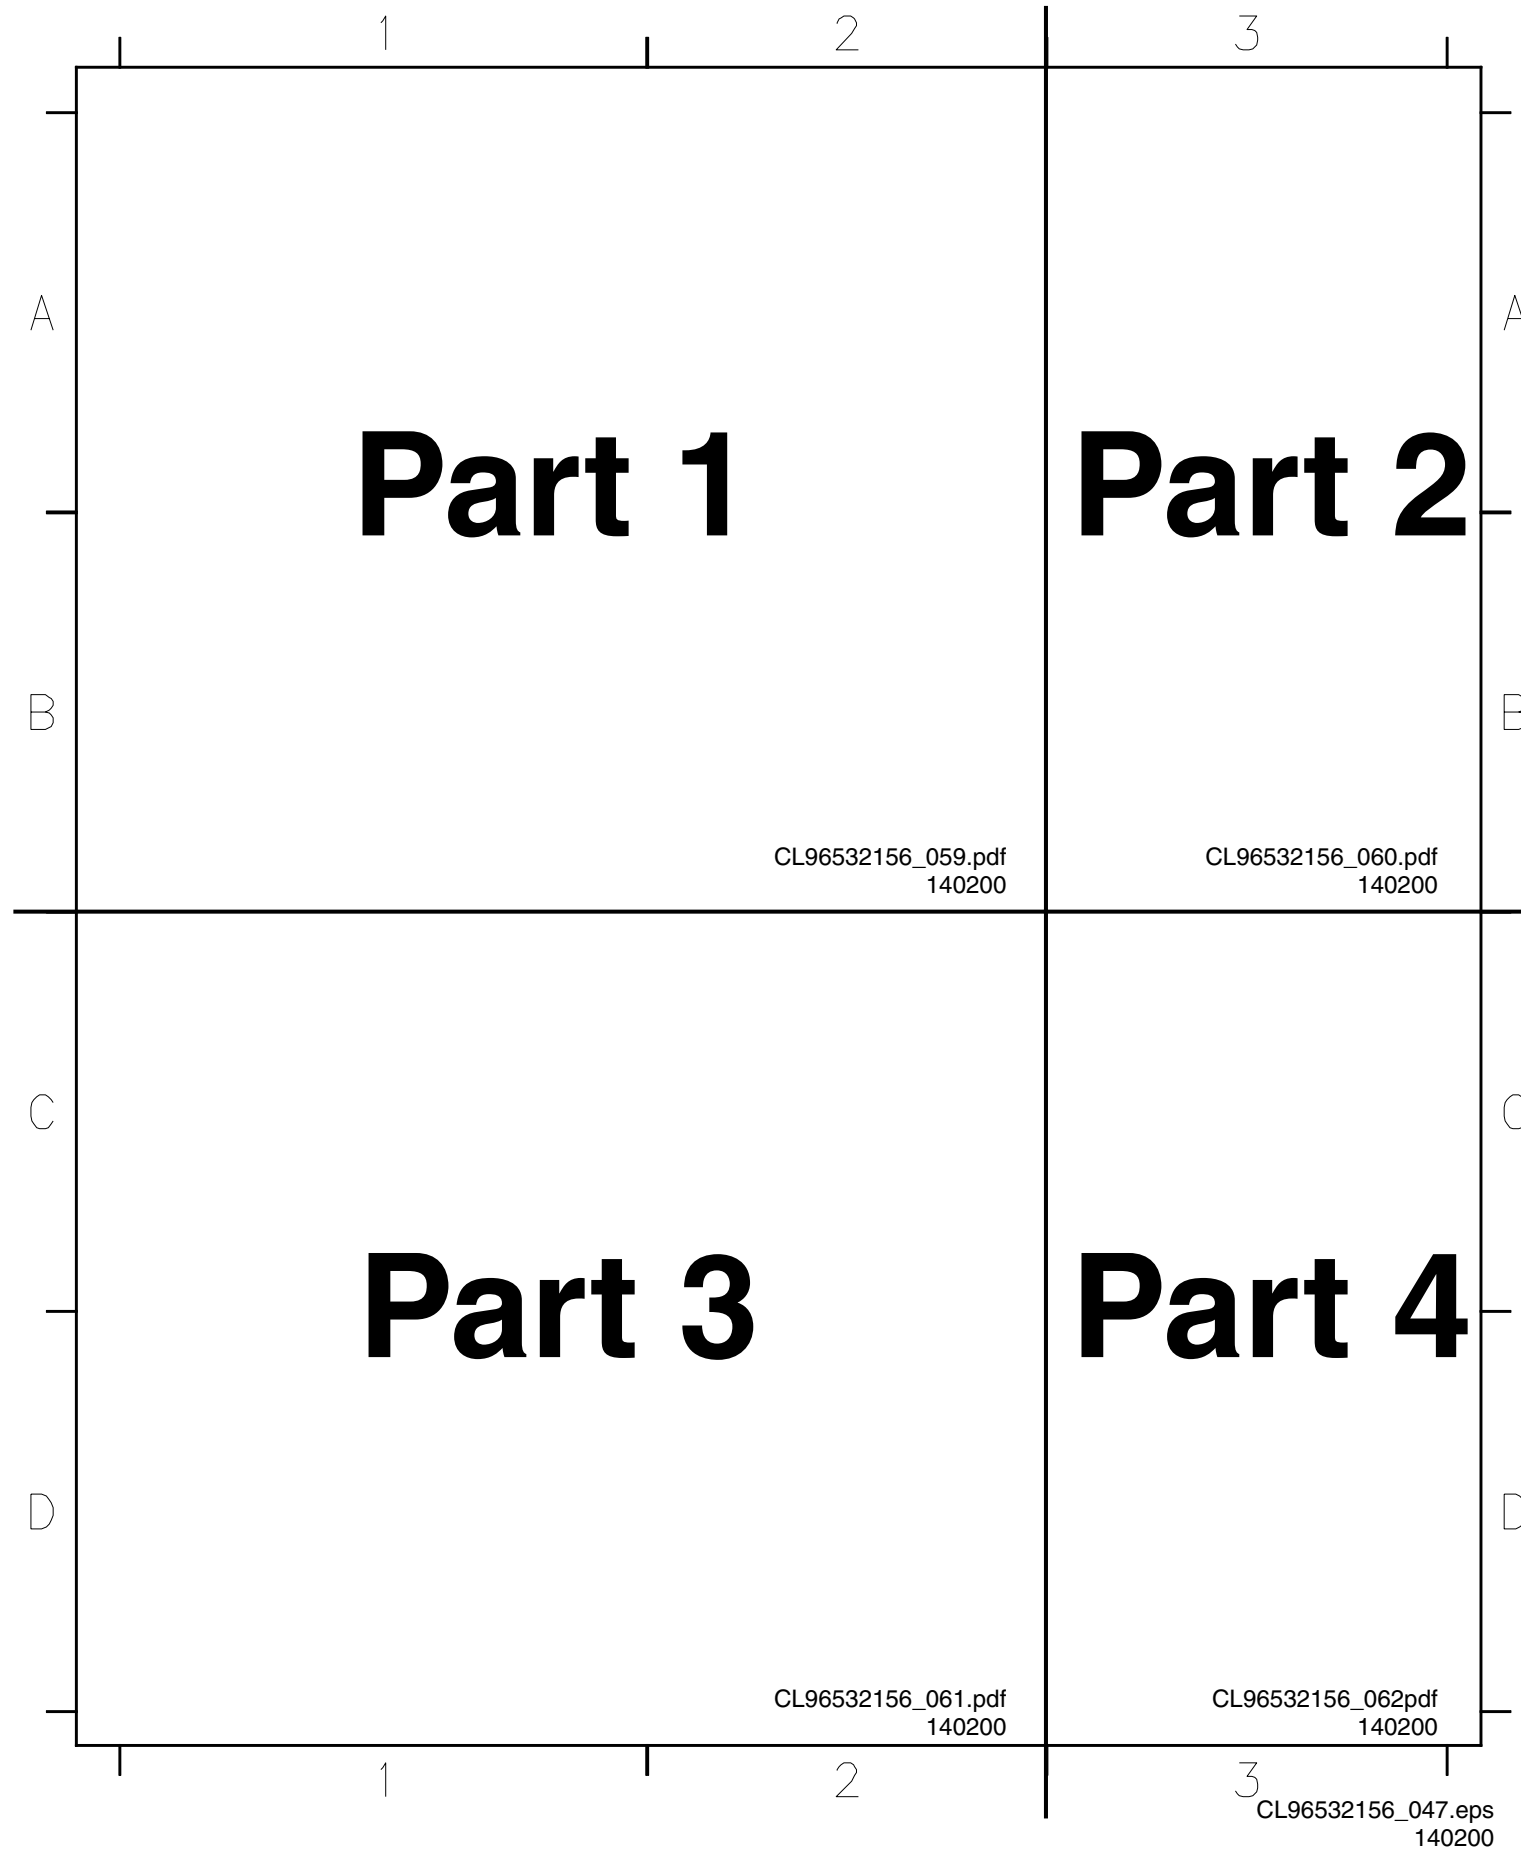 1 2 3
A A
Part 1 Part 2
B B
CL96532156_059.pdf CL96532156_060.pdf
140200 140200
C C
Part 3 Part 4
D D
CL96532156_061.pdf CL96532156_062pdf
140200 140200
1 2 3
CL96532156_047.eps
140200